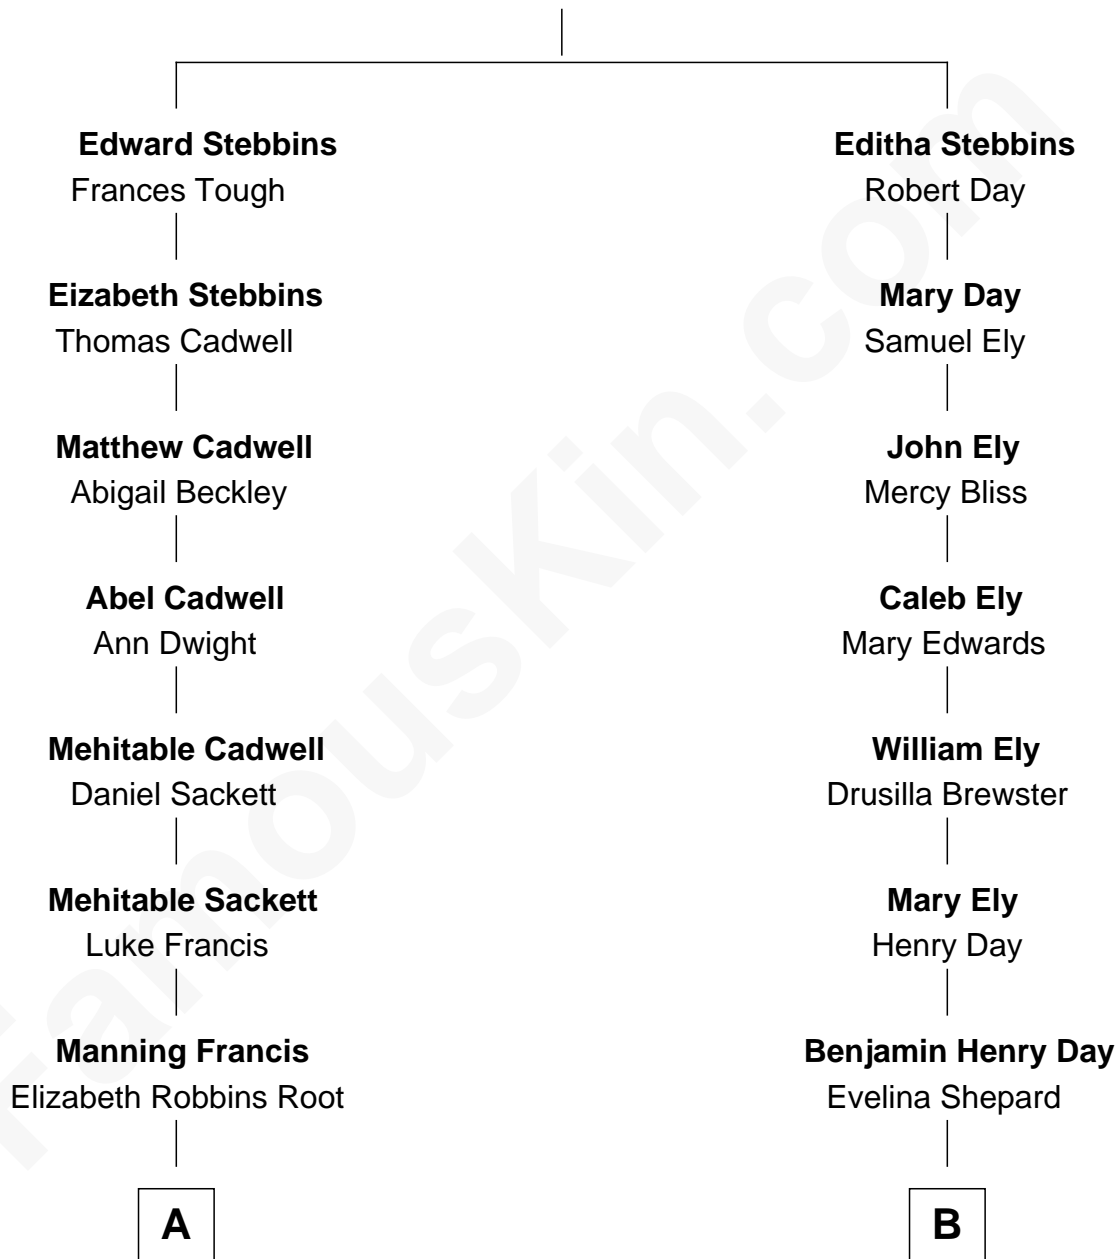 Edward Stebbins
Frances Tough
Eizabeth Stebbins
Thomas Cadwell
Matthew Cadwell
Abigail Beckley
Abel Cadwell
Ann Dwight
Mehitable Cadwell
Daniel Sackett
Mehitable Sackett
Luke Francis
Manning Francis
Elizabeth Robbins Root
A
Editha Stebbins
Robert Day
Mary Day
Samuel Ely
John Ely
Mercy Bliss
Caleb Ely
Mary Edwards
William Ely
Drusilla Brewster
Mary Ely
Henry Day
Benjamin Henry Day
Evelina Shepard
B
FamousKin.com